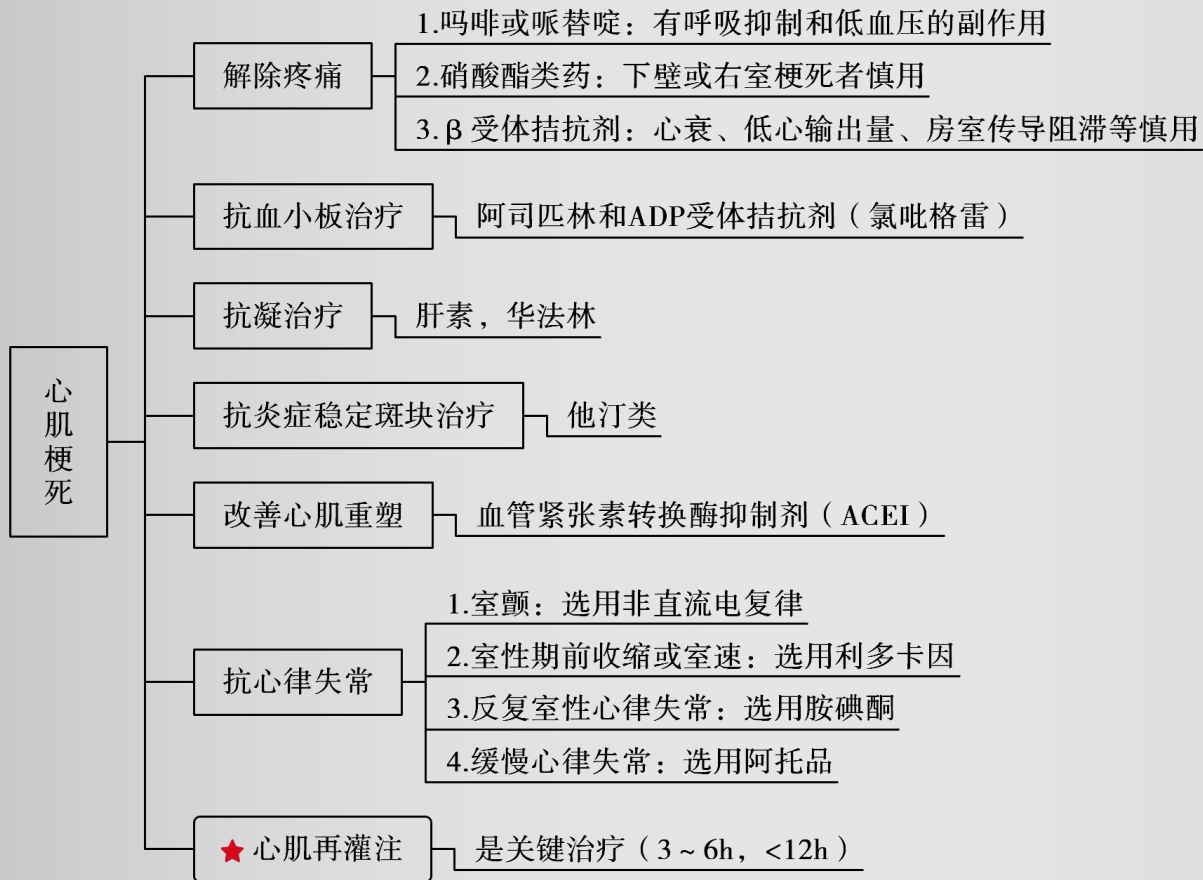 心肌梗死
解除疼痛
1.吗啡或哌替啶：有呼吸抑制和低血压的副作用
2.硝酸酯类药：下壁或右室梗死者慎用
3.β受体拮抗剂：心衰、低心输出量、房室传导阻滞等慎用
抗血小板治疗
阿司匹林和ADP受体拮抗剂（氯吡格雷）
抗凝治疗
肝素，华法林
抗炎症稳定斑块治疗
他汀类
改善心肌重塑
血管紧张素转换酶抑制剂（ACEI）
抗心律失常
1.室颤：选用非直流电复律
2.室性期前收缩或室速：选用利多卡因
3.反复室性心律失常：选用胺碘酮
4.缓慢心律失常：选用阿托品
★心肌再灌注
是关键治疗（3～6h，<12h）